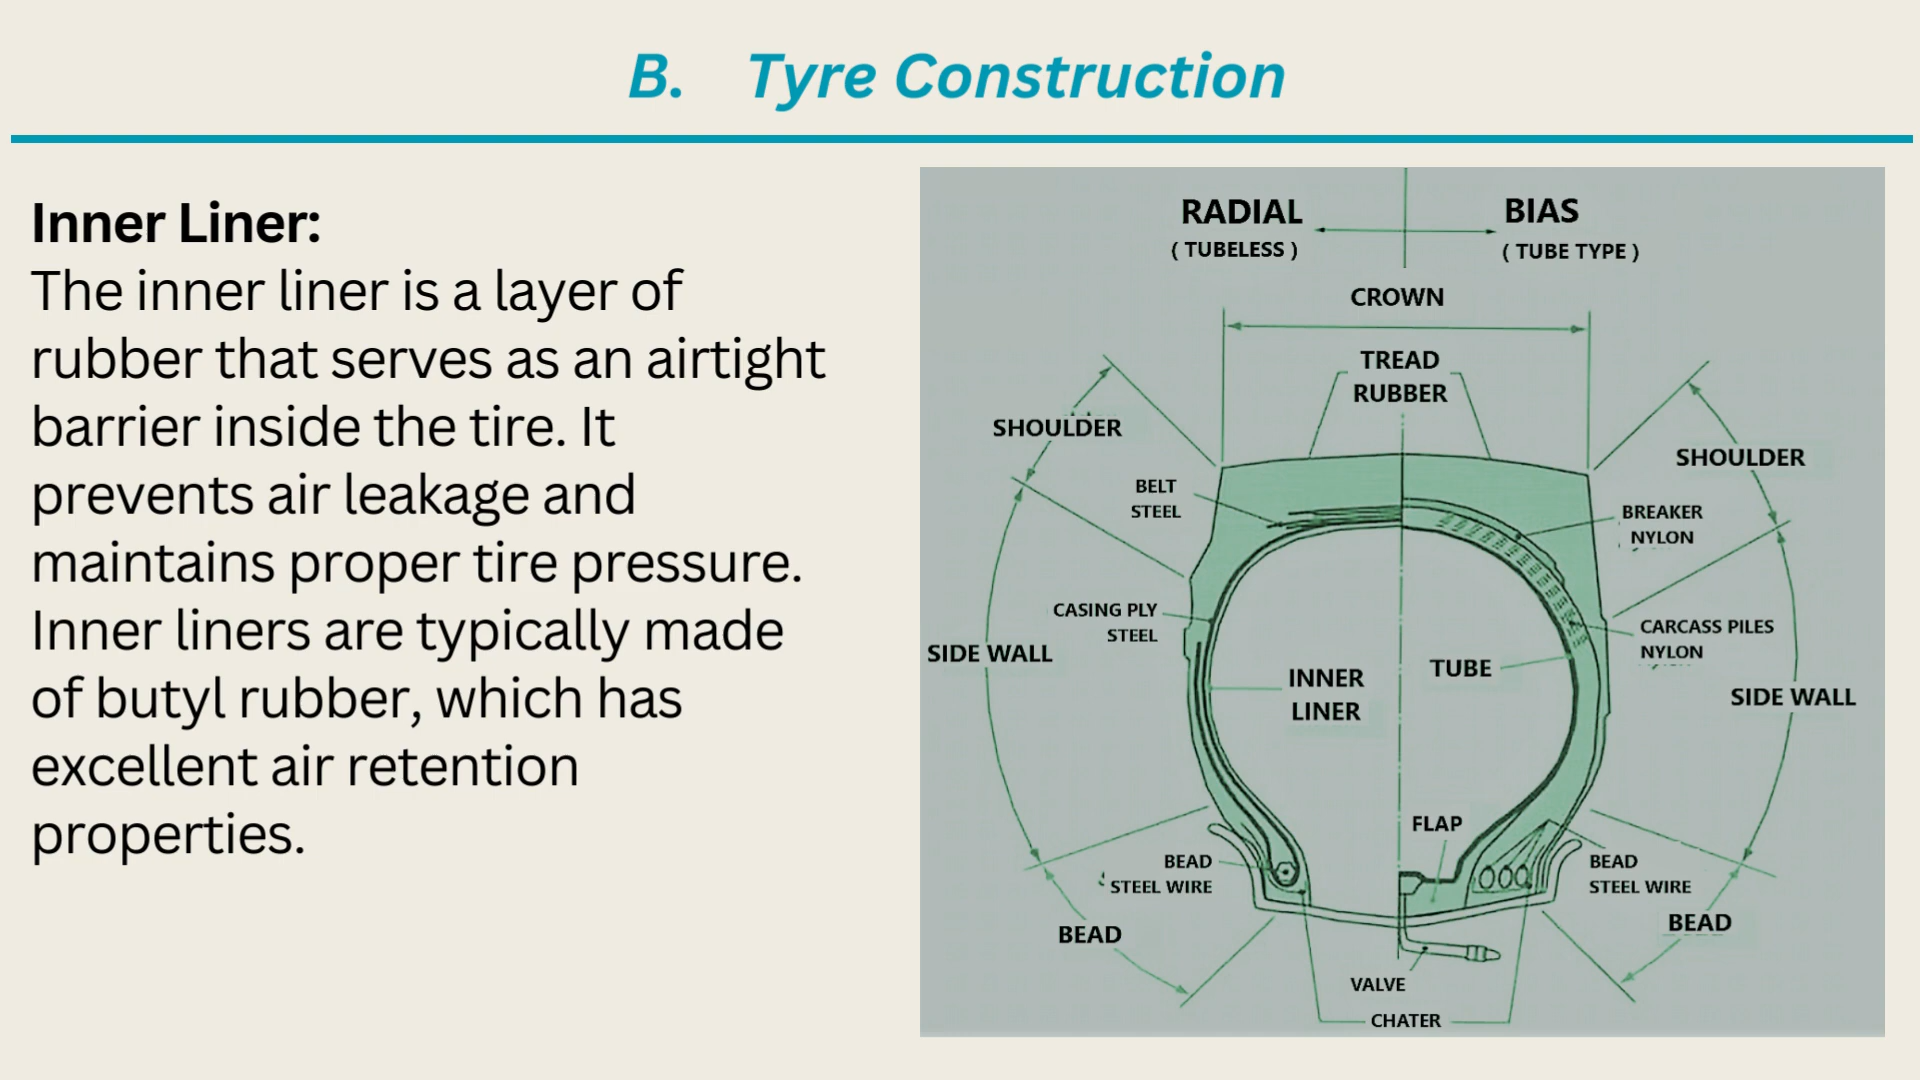 B. Tyre Construction
Inner Liner:
The inner liner is a layer of
rubber that serves as an airtight
barrier inside the tire. It
prevents air leakage and
maintains proper tire pressure.
Inner liners are typically made
of butyl rubber, which has
excellent air retention
properties.
RADIAL
( TUBELESS )
BIAS
( TUBE TYPE )
CROWN
TREAD
RUBBER
SHOULDER
SHOULDER
BELT
STEEL
BREAKER
NYLON
CASING PLY
STEEL
CARCASS PILES
NYLON
SIDE WALL
TUBE
INNER
LINER
SIDE WALL
FLAP
BEAD
STEEL WIRE
BEAD
STEEL WIRE
BEAD
BEAD
VALVE
CHATER